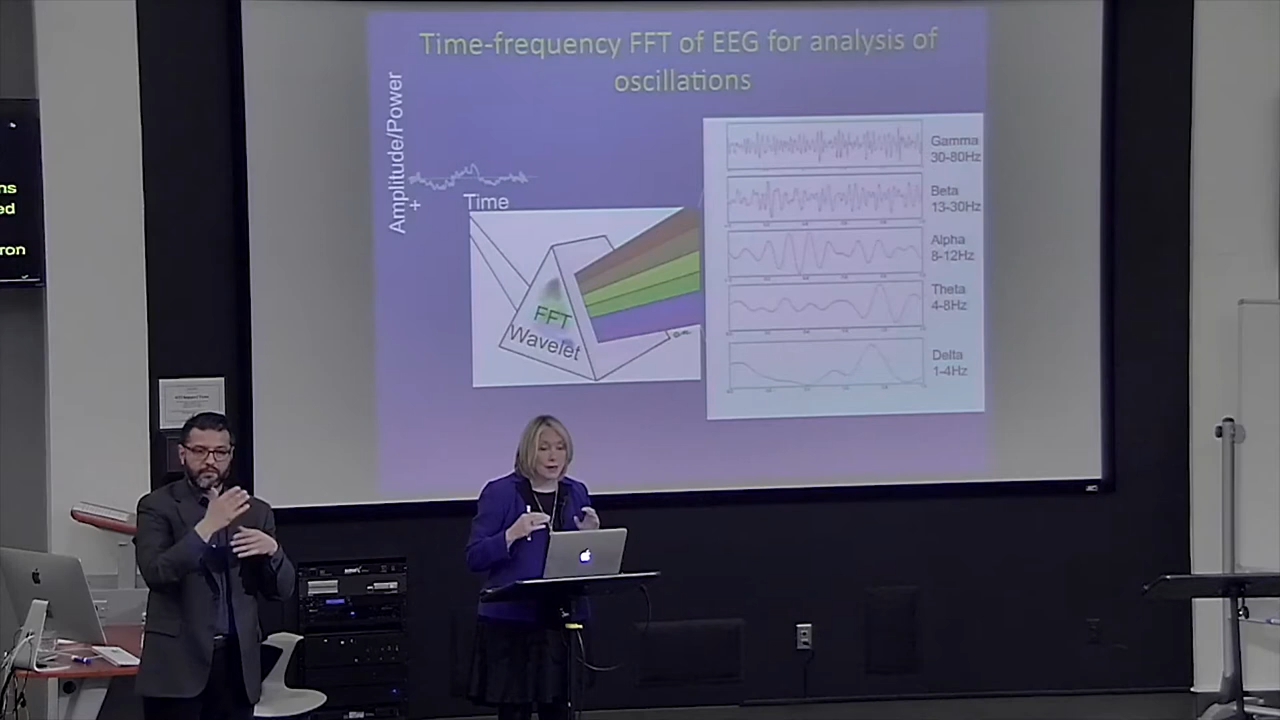 Time-frequency FFT of EEG for analysis of
oscillations
Amplitude/Power
+
Time
FFT
Wavelet
Gamma
30-80Hz
Beta
13-30Hz
Alpha
8-12Hz
Theta
4-8Hz
Delta
1-4Hz
ns
ed
ron